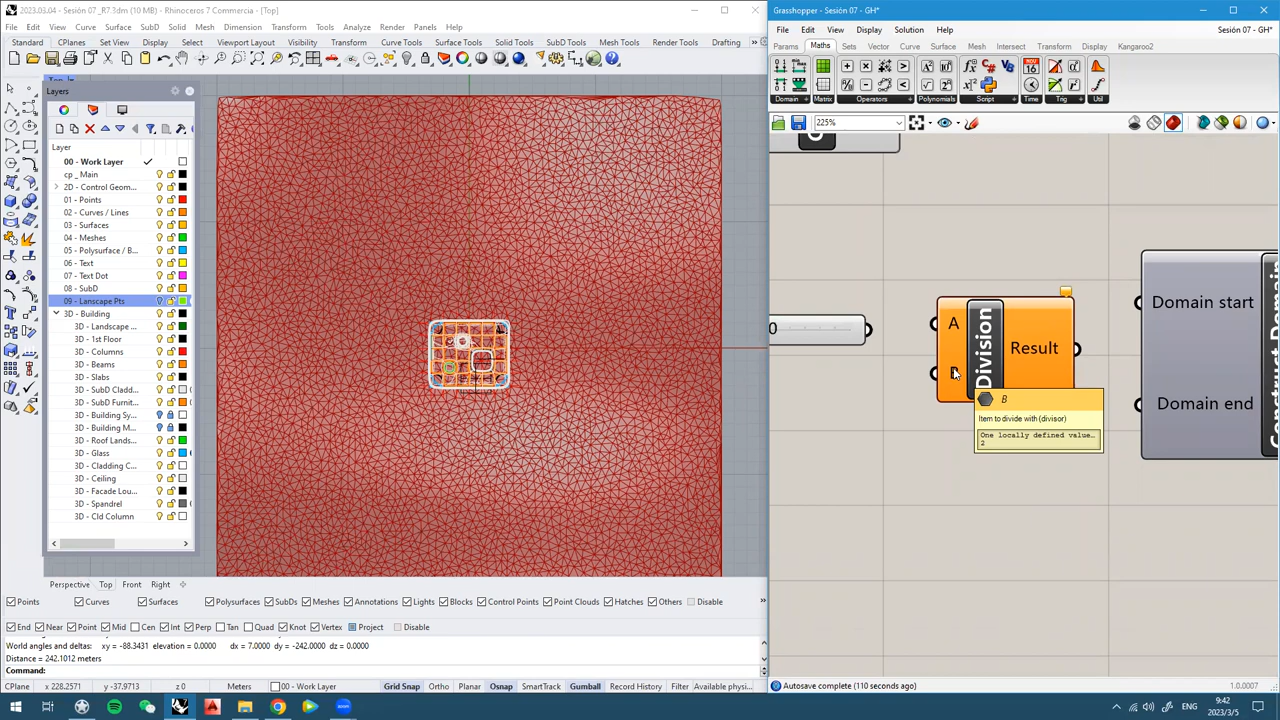 2023.03.04 - Sesión 07 _R7.3dm (10 MB) - Rhinoceros 7 Commercia - [Top]
File Edit View Curve Surface SubD Solid Mesh Dimension Transform Tools Analyze Render Panels Help
Standard CPlanes Set View Display Select Viewport Layout Visibility Transform Curve Tools Surface Tools Solid Tools SubD Tools Mesh Tools Render Tools Drafting
Layers
Layer
00 - Work Layer
cp _ Main
2D - Control Geom...
01 - Points
02 - Curves / Lines
03 - Surfaces
04 - Meshes
05 - Polysurface / B...
06 - Text
07 - Text Dot
08 - SubD
09 - Lanscape Pts
3D - Building
3D - Landscape ...
3D - 1st Floor
3D - Columns
3D - Beams
3D - Slabs
3D - SubD Cladd...
3D - SubD Furnit...
3D - Building Sy...
3D - Building M...
3D - Roof Lands...
3D - Glass
3D - Cladding C...
3D - Ceiling
3D - Facade Lou...
3D - Spandrel
3D - Cld Column
Perspective Top Front Right
Points Curves Surfaces Polysurfaces SubDs Meshes Annotations Lights Blocks Control Points Point Clouds Hatches Others Disable
End Near Point Mid Cen Int Perp Tan Quad Knot Vertex Project Disable
World angles and deltas: xy = -88.3431 elevation = 0.0000 dx = 7.0000 dy = -242.0000 dz = 0.0000
Distance = 242.1012 meters
Command:
CPlane x 228.2571 y -37.9713 z 0 Meters 00 - Work Layer Grid Snap Ortho Planar Osnap SmartTrack Gumball Record History Filter Available physi...
Grasshopper - Sesión 07 - GH*
File Edit View Display Solution Help Sesión 07 - GH*
Params Maths Sets Vector Curve Surface Mesh Intersect Transform Display Kangaroo2
Domain Matrix Operators Polynomials Script Time Trig Util
225%
0
A
Division
Result
B
Item to divide with (divisor)
One locally defined value...
2
Domain start
Domain end
Autosave complete (110 seconds ago)
1.0.0007
9:42
2023/3/5